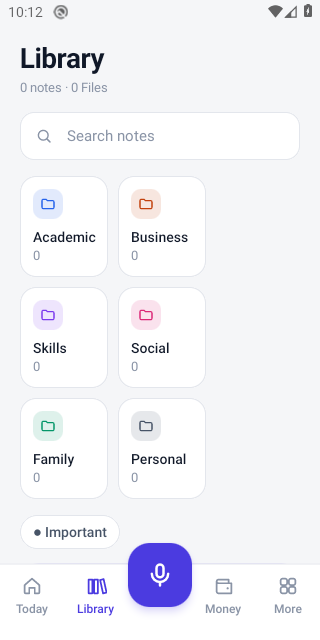 10:12
Library
0 notes · 0 Files
Search notes
Academic
0
Business
0
Skills
0
Social
0
Family
0
Personal
0
Important
Today
Library
Money
More